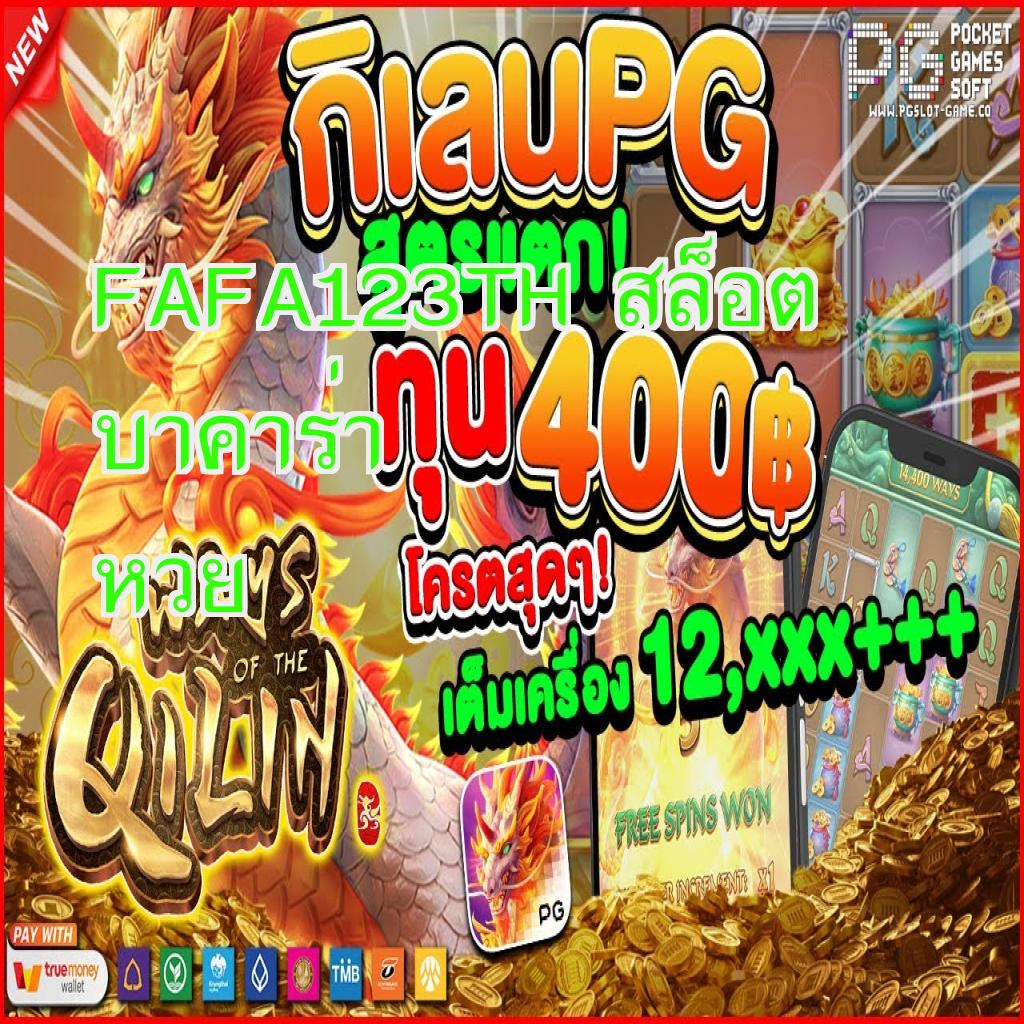 NEW
กิเลนPG
PG POCKET
GAMES
SOFT
WWW.PGSLOT-GAME.CO
สูตรแตก!
FAFA123TH สล็อต
บาคาร่า
ทุน 400฿
หวย
โครตสุดๆ!
เต็มเครื่อง 12,xxx+++
WAYS
OF THE
QILIN
14,400 WAYS
FREE SPINS WON
INCREMENT: X1
PG
PAY WITH
truemoney
wallet
TMB